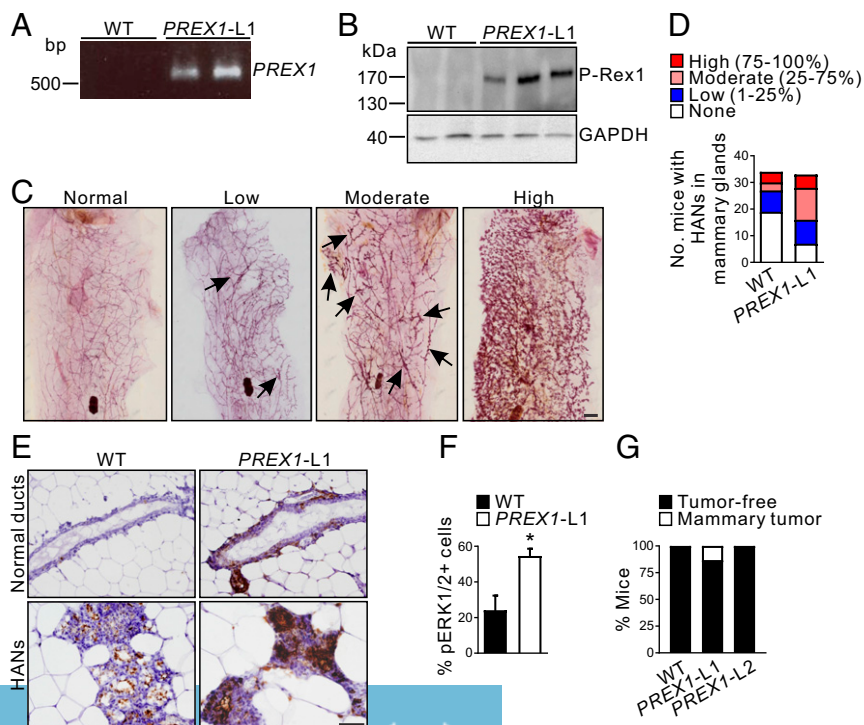 A
WT PREX1-L1
bp
500
PREX1
B
kDa
WT PREX1-L1
170
130
P-Rex1
40
GAPDH
C
Normal Low Moderate High
D
High (75-100%)
Moderate (25-75%)
Low (1-25%)
None
No. mice with
HANs in
mammary glands
40
30
20
10
0
WT
PREX1-L1
E
WT PREX1-L1
Normal ducts
HANs
F
WT
PREX1-L1
% pERK1/2+ cells
60
40
20
0
*
G
Tumor-free
Mammary tumor
% Mice
100
75
50
25
0
WT
PREX1-L1
PREX1-L2